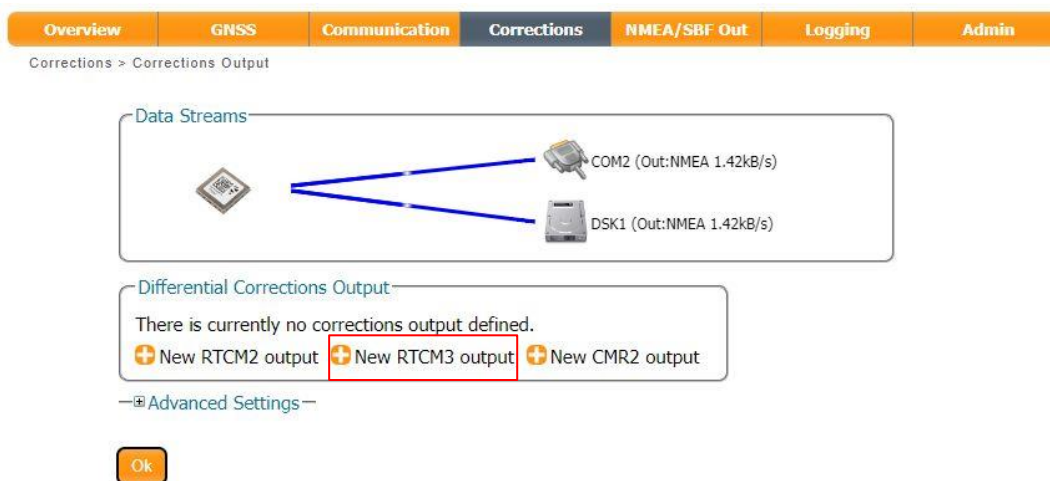 Overview GNSS Communication Corrections NMEA/SBF Out Logging Admin
Corrections > Corrections Output
Data Streams
COM2 (Out:NMEA 1.42kB/s)
DSK1 (Out:NMEA 1.42kB/s)
Differential Corrections Output
There is currently no corrections output defined.
New RTCM2 output New RTCM3 output New CMR2 output
Advanced Settings
Ok